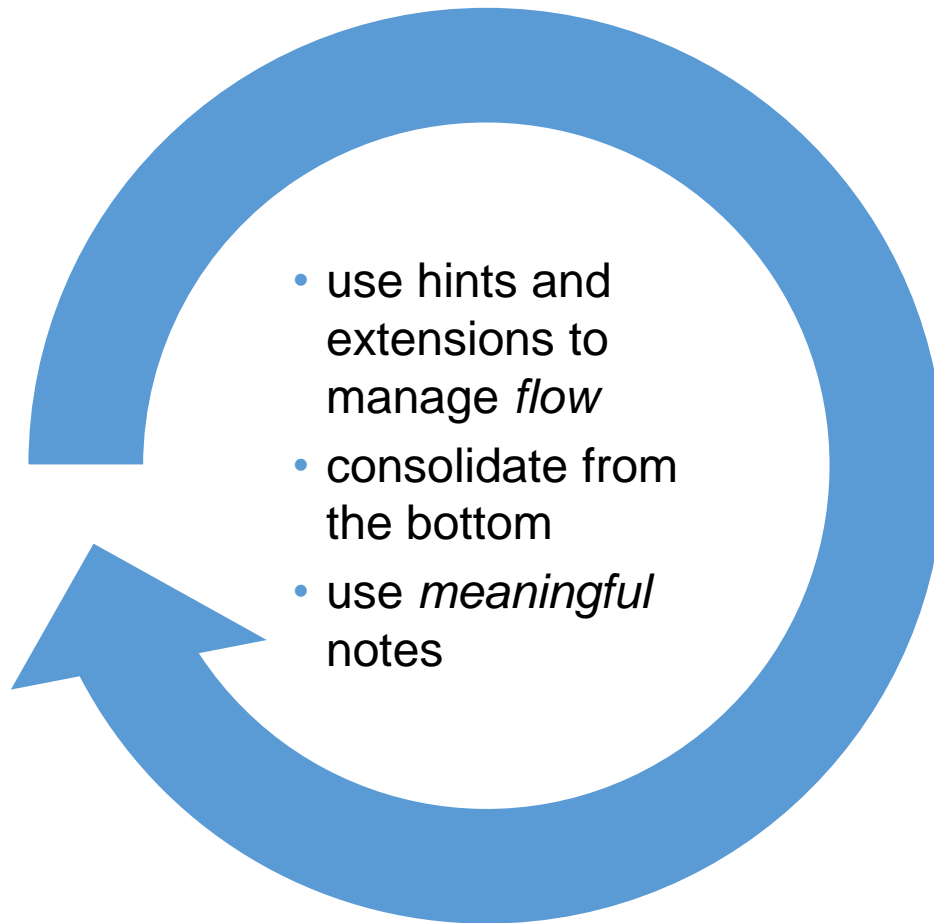 • use hints and
extensions to
manage flow
• consolidate from
the bottom
• use meaningful
notes